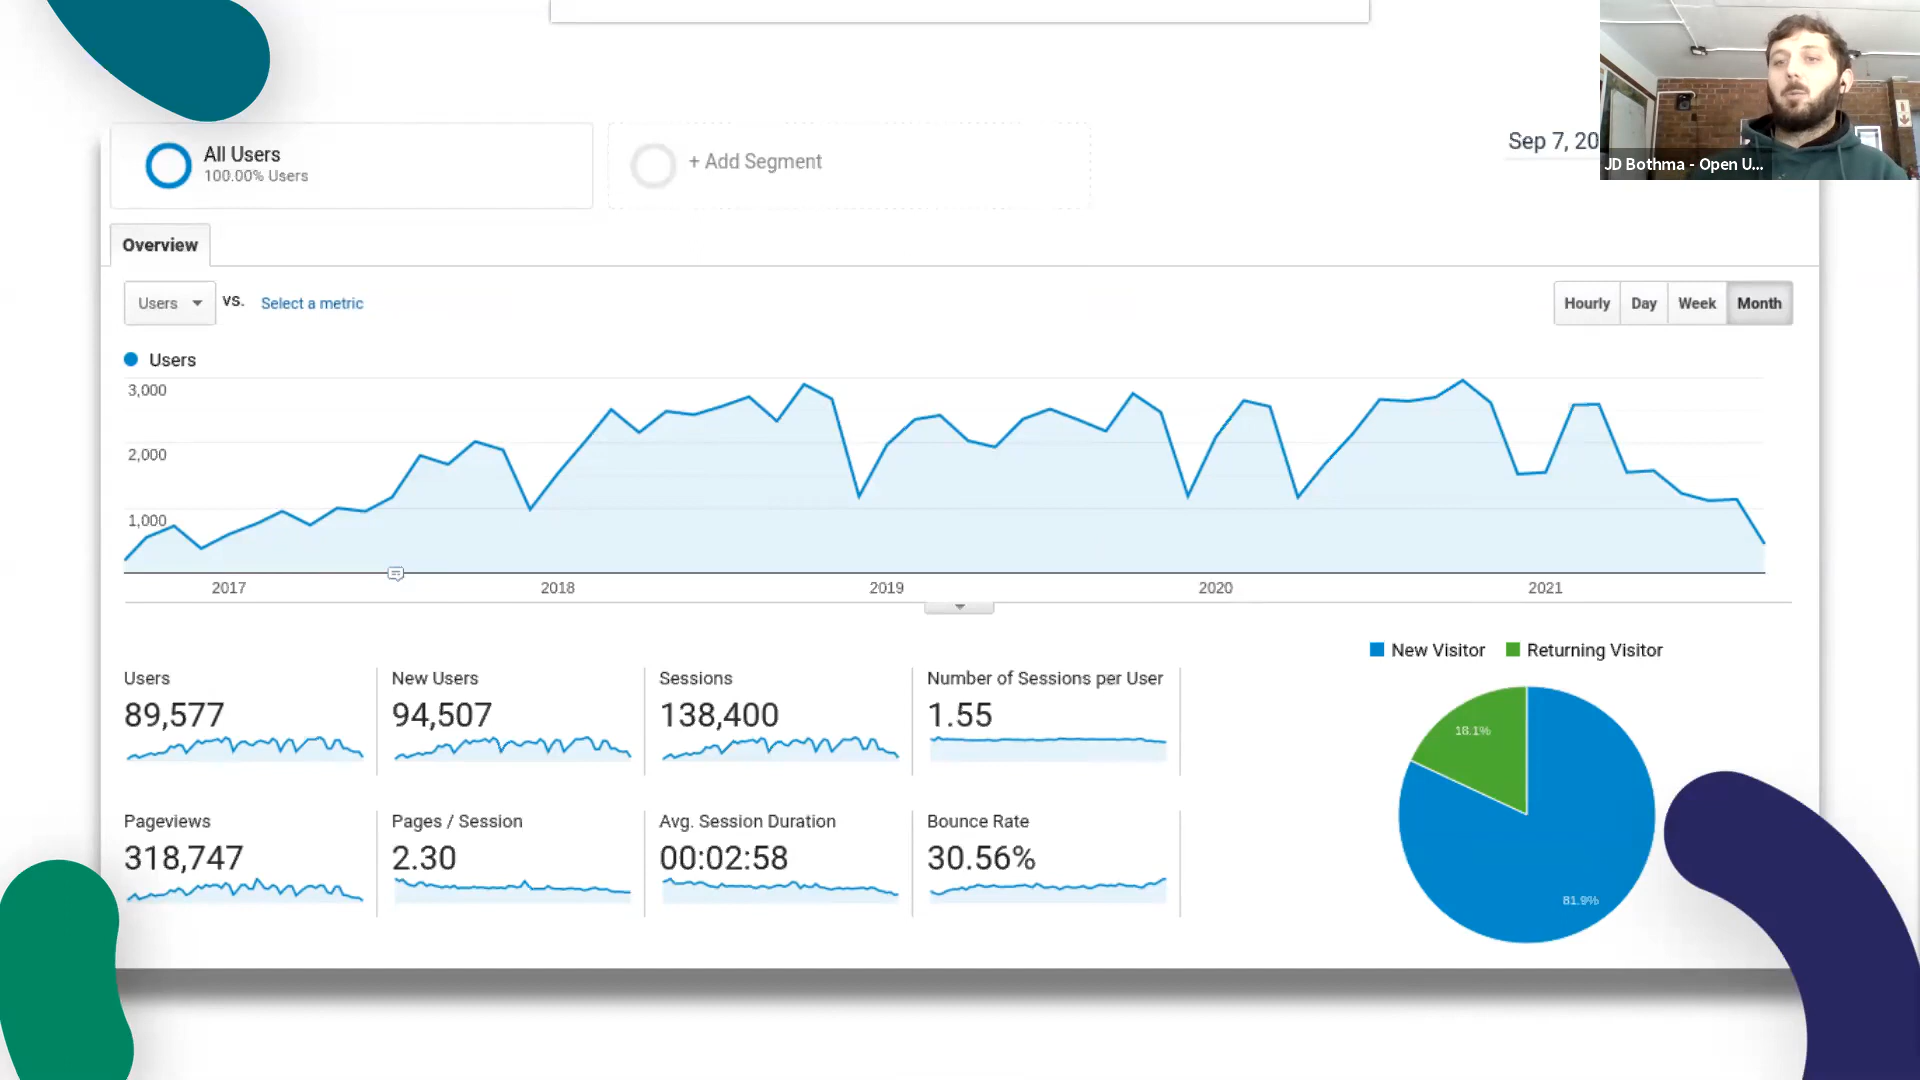 All Users
100.00% Users
+ Add Segment
Sep 7, 20
JD Bothma - Open U...
Overview
Users
VS.
Select a metric
Hourly
Day
Week
Month
Users
3,000
2,000
1,000
2017
2018
2019
2020
2021
New Visitor
Returning Visitor
Users
New Users
Sessions
Number of Sessions per User
89,577
94,507
138,400
1.55
18.1%
Pageviews
Pages / Session
Avg. Session Duration
Bounce Rate
318,747
2.30
00:02:58
30.56%
81.9%